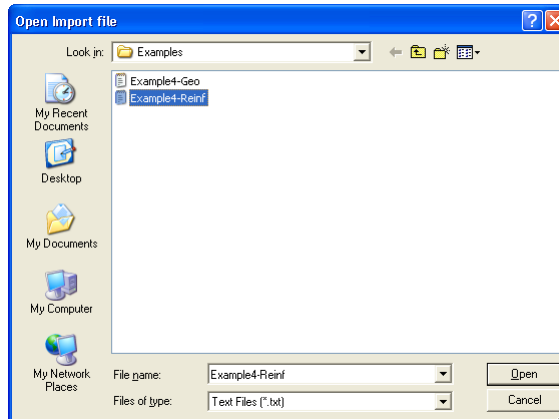 Open Import file
Look in: Examples
Example4-Geo
Example4-Reinf
My Recent
Documents
Desktop
My Documents
My Computer
My Network
Places
File name: Example4-Reinf Open
Files of type: Text Files (*.txt) Cancel